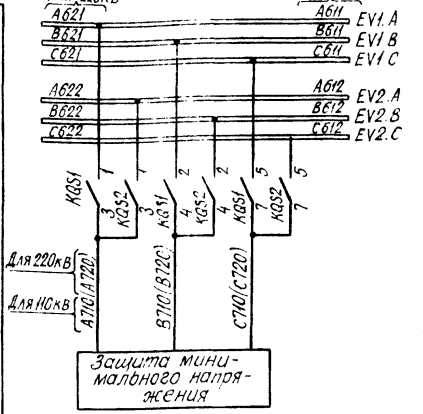 A621 A611 EV1.A
B621 B611 EV1 B
C621 C611 EV1 C
A622 A612 EV2.A
B622 B612 EV2.B
C622 C612 EV2.C
KQS1 1 3
KQS2 1 3
KQS1 2 4
KQS2 2 4
KQS1 5 7
KQS2 5 7
Для 220кВ
Для 110кВ
A710(A720)
B710(B720)
C710(C720)
Защита мини-
мального напря-
жения